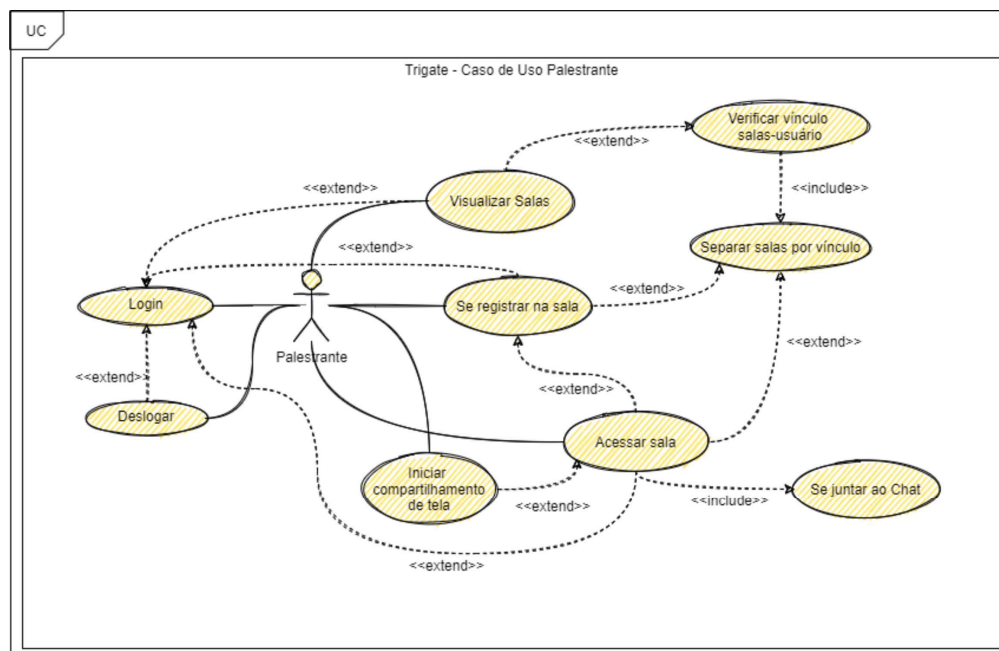 UC
Trigate - Caso de Uso Palestrante
Verificar vínculo
salas-usuário
<<extend>>
<<extend>>
<<include>>
Visualizar Salas
<<extend>>
Separar salas por vínculo
<<extend>>
Login
Se registrar na sala
<<extend>>
Palestrante
<<extend>>
<<extend>>
Deslogar
Acessar sala
Iniciar
compartilhamento
de tela
<<extend>>
<<include>>
Se juntar ao Chat
<<extend>>